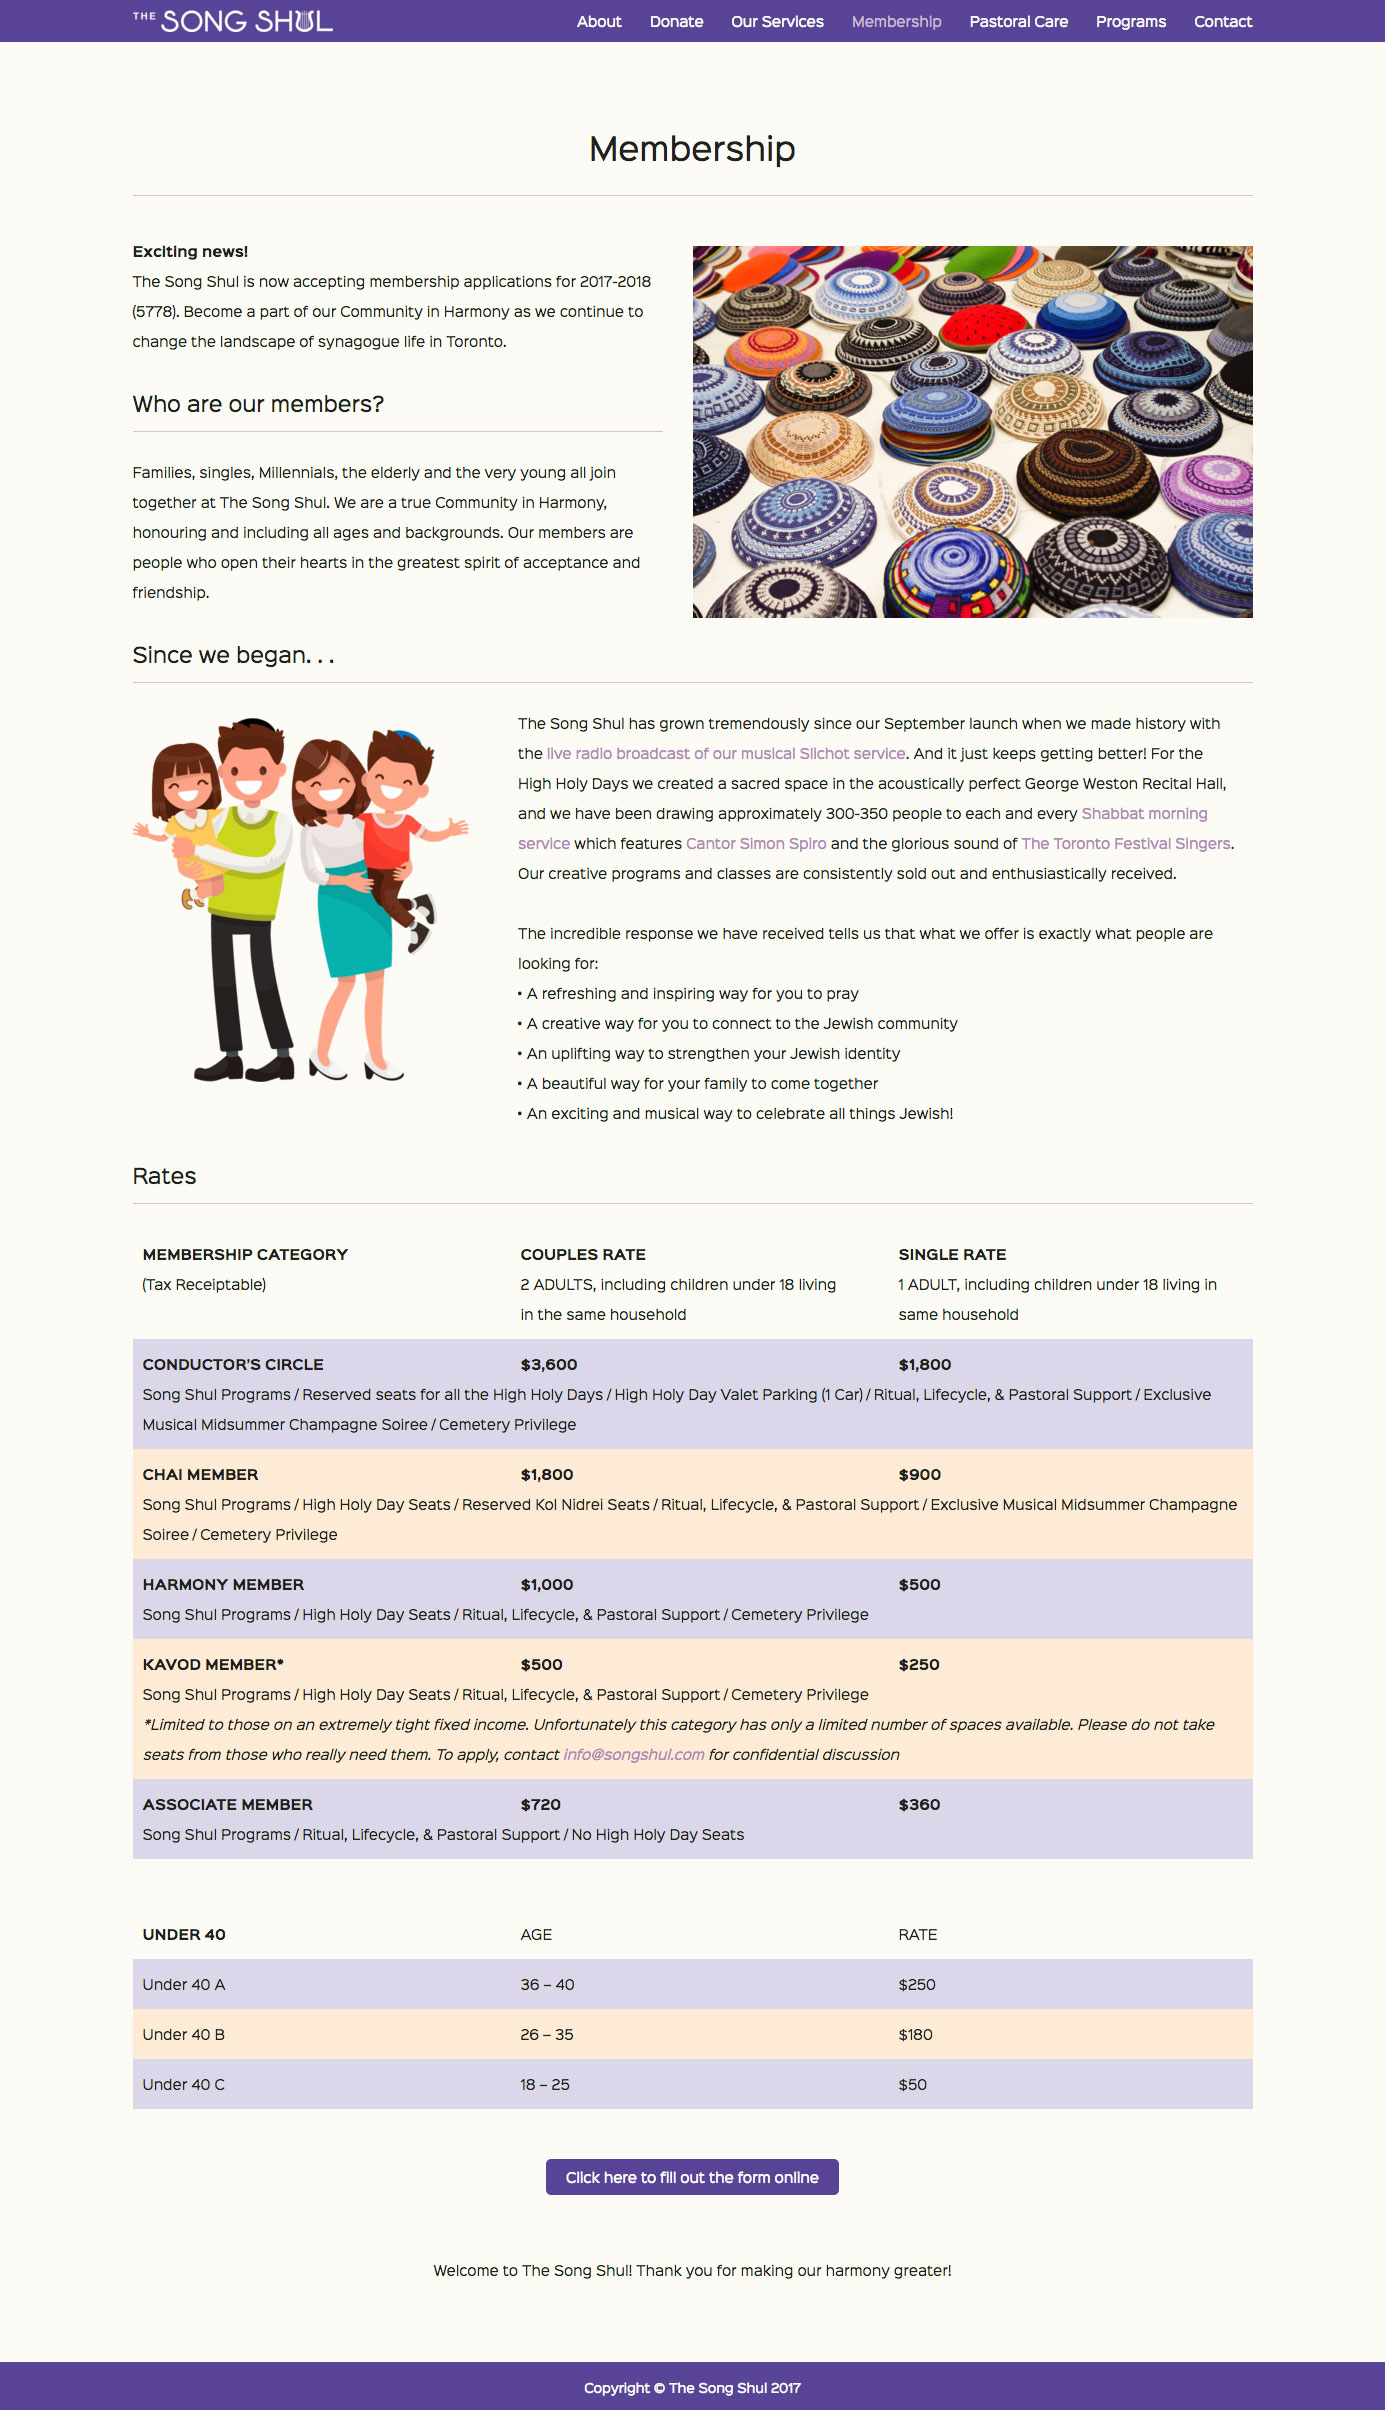 THE SONG SHUL
About Donate Our Services Membership Pastoral Care Programs Contact
Membership
Exciting news!
The Song Shul is now accepting membership applications for 2017-2018
(5778). Become a part of our Community in Harmony as we continue to
change the landscape of synagogue life in Toronto.
Who are our members?
Families, singles, Millennials, the elderly and the very young all join
together at The Song Shul. We are a true Community in Harmony,
honouring and including all ages and backgrounds. Our members are
people who open their hearts in the greatest spirit of acceptance and
friendship.
Since we began. . .
The Song Shul has grown tremendously since our September launch when we made history with
the live radio broadcast of our musical Slichot service. And it just keeps getting better! For the
High Holy Days we created a sacred space in the acoustically perfect George Weston Recital Hall,
and we have been drawing approximately 300-350 people to each and every Shabbat morning
service which features Cantor Simon Spiro and the glorious sound of The Toronto Festival Singers.
Our creative programs and classes are consistently sold out and enthusiastically received.
The incredible response we have received tells us that what we offer is exactly what people are
looking for:
• A refreshing and inspiring way for you to pray
• A creative way for you to connect to the Jewish community
• An uplifting way to strengthen your Jewish identity
• A beautiful way for your family to come together
• An exciting and musical way to celebrate all things Jewish!
Rates
MEMBERSHIP CATEGORY COUPLES RATE SINGLE RATE
(Tax Receiptable) 2 ADULTS, including children under 18 living 1 ADULT, including children under 18 living in
in the same household same household
CONDUCTOR'S CIRCLE $3,600 $1,800
Song Shul Programs / Reserved seats for all the High Holy Days / High Holy Day Valet Parking (1 Car) / Ritual, Lifecycle, & Pastoral Support / Exclusive
Musical Midsummer Champagne Soiree / Cemetery Privilege
CHAI MEMBER $1,800 $900
Song Shul Programs / High Holy Day Seats / Reserved Kol Nidrei Seats / Ritual, Lifecycle, & Pastoral Support / Exclusive Musical Midsummer Champagne
Soiree / Cemetery Privilege
HARMONY MEMBER $1,000 $500
Song Shul Programs / High Holy Day Seats / Ritual, Lifecycle, & Pastoral Support / Cemetery Privilege
KAVOD MEMBER* $500 $250
Song Shul Programs / High Holy Day Seats / Ritual, Lifecycle, & Pastoral Support / Cemetery Privilege
*Limited to those on an extremely tight fixed income. Unfortunately this category has only a limited number of spaces available. Please do not take
seats from those who really need them. To apply, contact info@songshul.com for confidential discussion
ASSOCIATE MEMBER $720 $360
Song Shul Programs / Ritual, Lifecycle, & Pastoral Support / No High Holy Day Seats
UNDER 40 AGE RATE
Under 40 A 36 – 40 $250
Under 40 B 26 – 35 $180
Under 40 C 18 – 25 $50
Click here to fill out the form online
Welcome to The Song Shul! Thank you for making our harmony greater!
Copyright © The Song Shul 2017